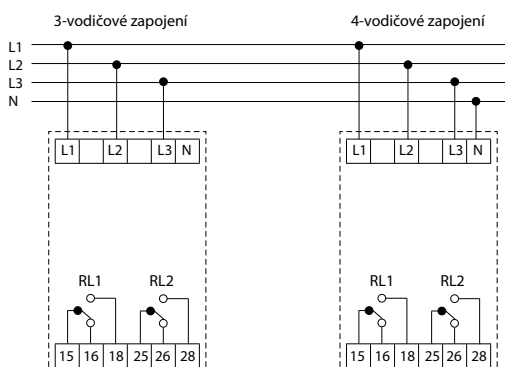 3-vodičové zapojení 4-vodičové zapojení
L1
L2
L3
N
L1 L2 L3 N L1 L2 L3 N
RL1 RL2 RL1 RL2
15 16 18 25 26 28 15 16 18 25 26 28